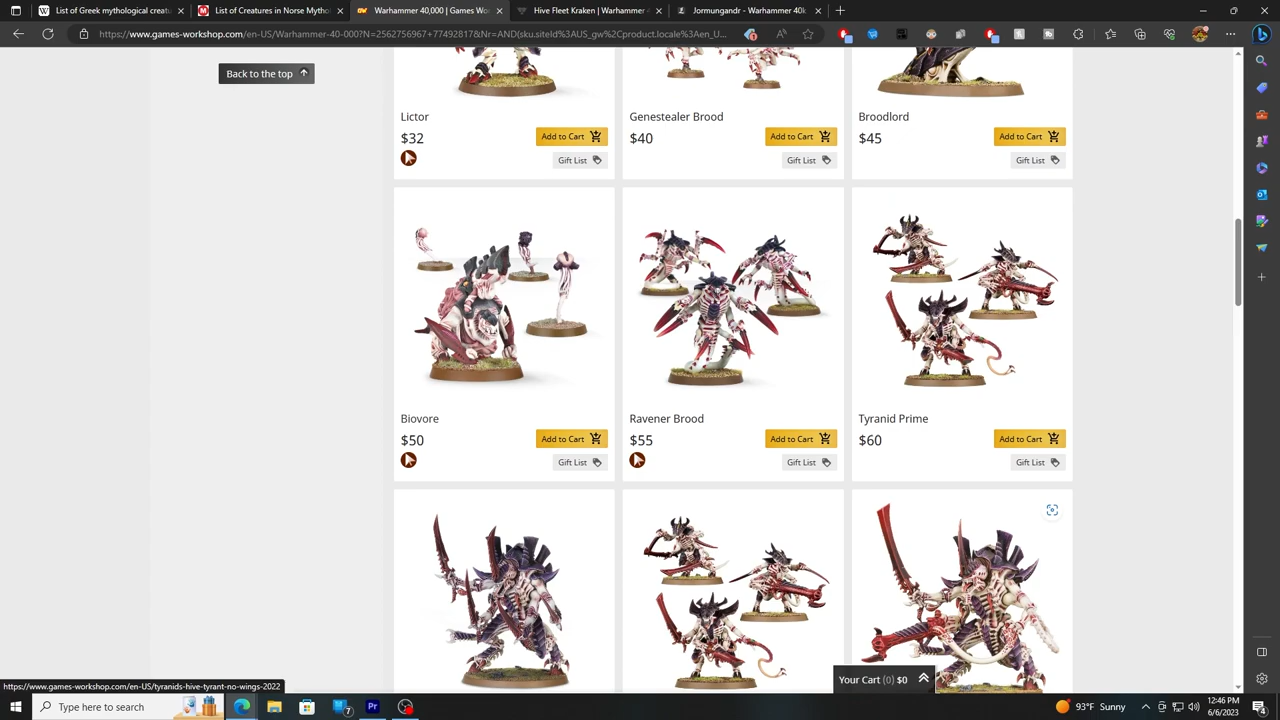 List of Greek mythological creatu
List of Creatures in Norse Mytho
Warhammer 40,000 | Games Wo
Hive Fleet Kraken | Warhammer 4
Jormungandr - Warhammer 40k
https://www.games-workshop.com/en-US/Warhammer-40-000?N=2562756967+77492817&Nr=AND(sku.siteId%3AUS_gw%2Cproduct.locale%3Aen_U...
Back to the top
Lictor
Genestealer Brood
Broodlord
$32
Add to Cart
$40
Add to Cart
$45
Add to Cart
Gift List
Gift List
Gift List
Biovore
Ravener Brood
Tyranid Prime
$50
Add to Cart
$55
Add to Cart
$60
Add to Cart
Gift List
Gift List
Gift List
Your Cart (0) $0
https://www.games-workshop.com/en-US/tyranids-hive-tyrant-no-wings-2022
Type here to search
7
Pr
93°F Sunny
12:46 PM
6/6/2023
4